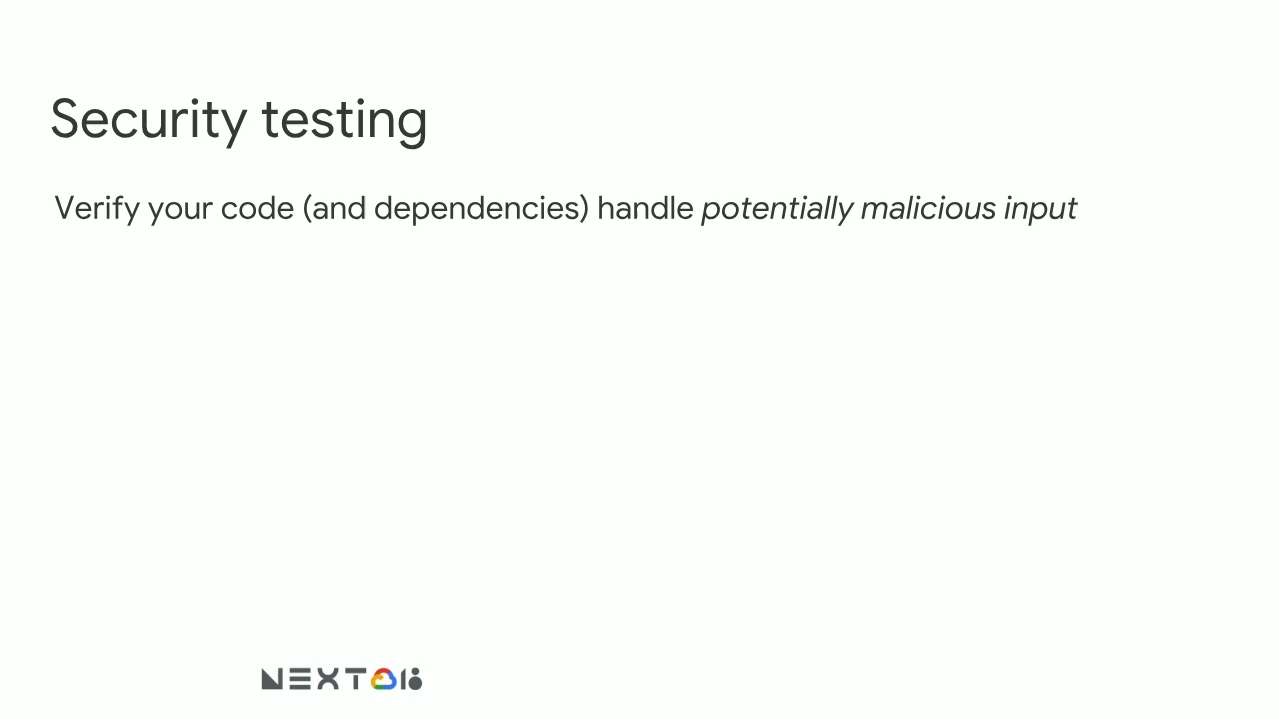 Security testing
Verify your code (and dependencies) handle potentially malicious input
NEXT 18